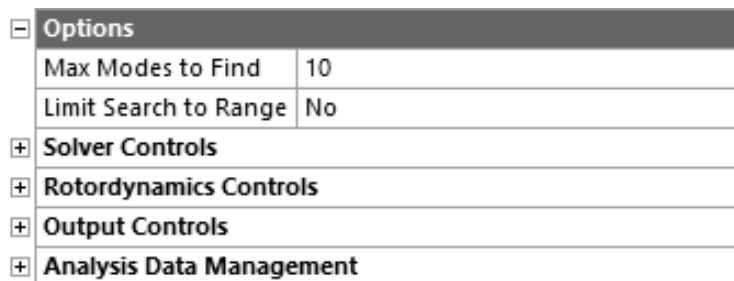 Options
Max Modes to Find 10
Limit Search to Range No
Solver Controls
Rotordynamics Controls
Output Controls
Analysis Data Management